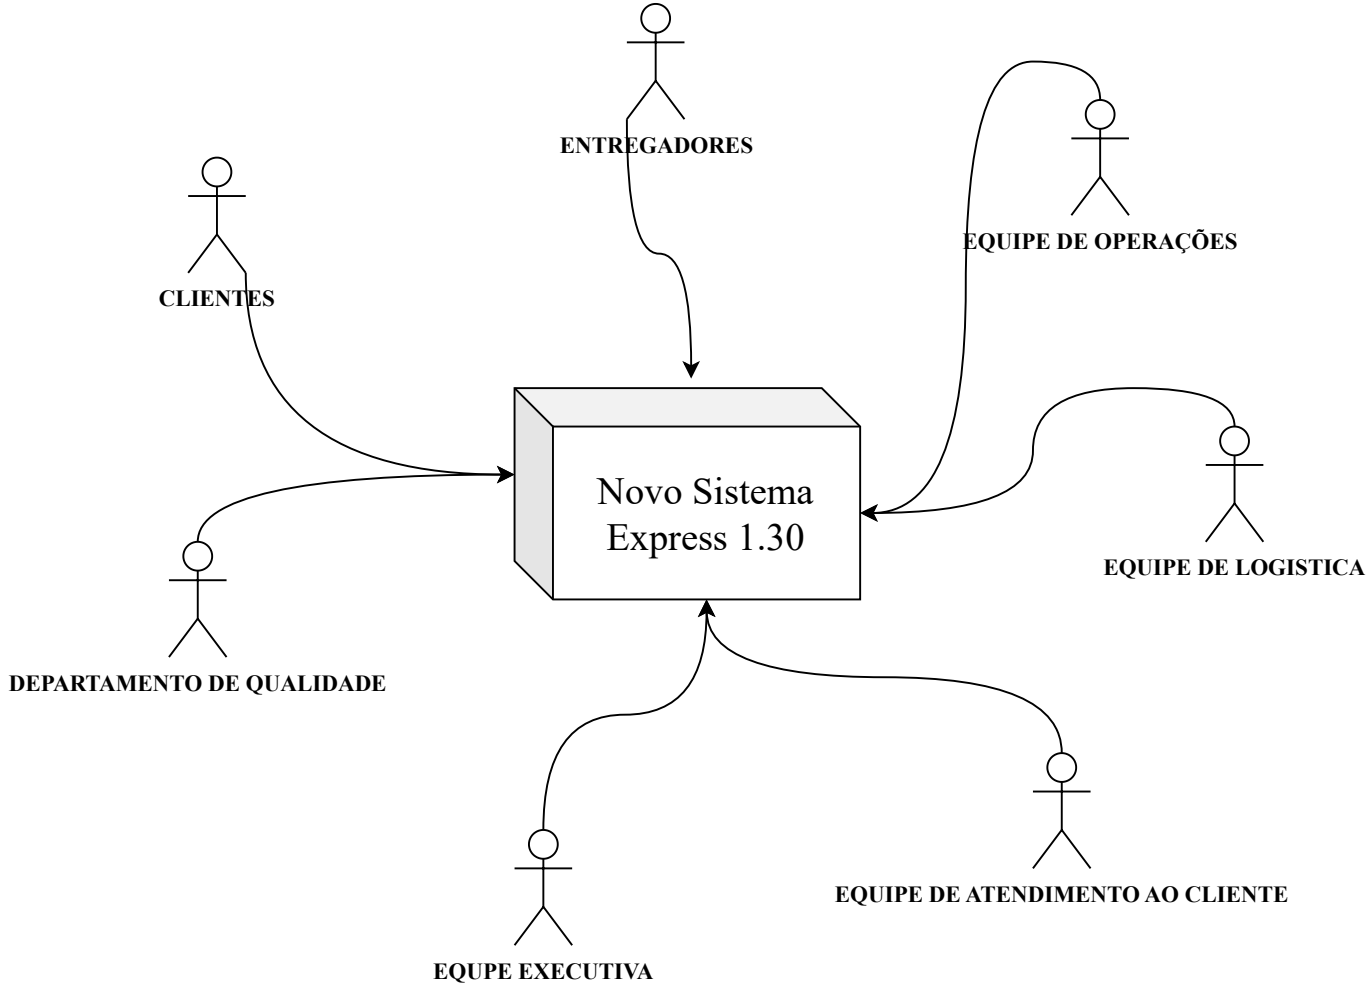 ENTREGADORES
EQUIPE DE OPERAÇÕES
CLIENTES
Novo Sistema
Express 1.30
EQUIPE DE LOGISTICA
DEPARTAMENTO DE QUALIDADE
EQUIPE DE ATENDIMENTO AO CLIENTE
EQUPE EXECUTIVA